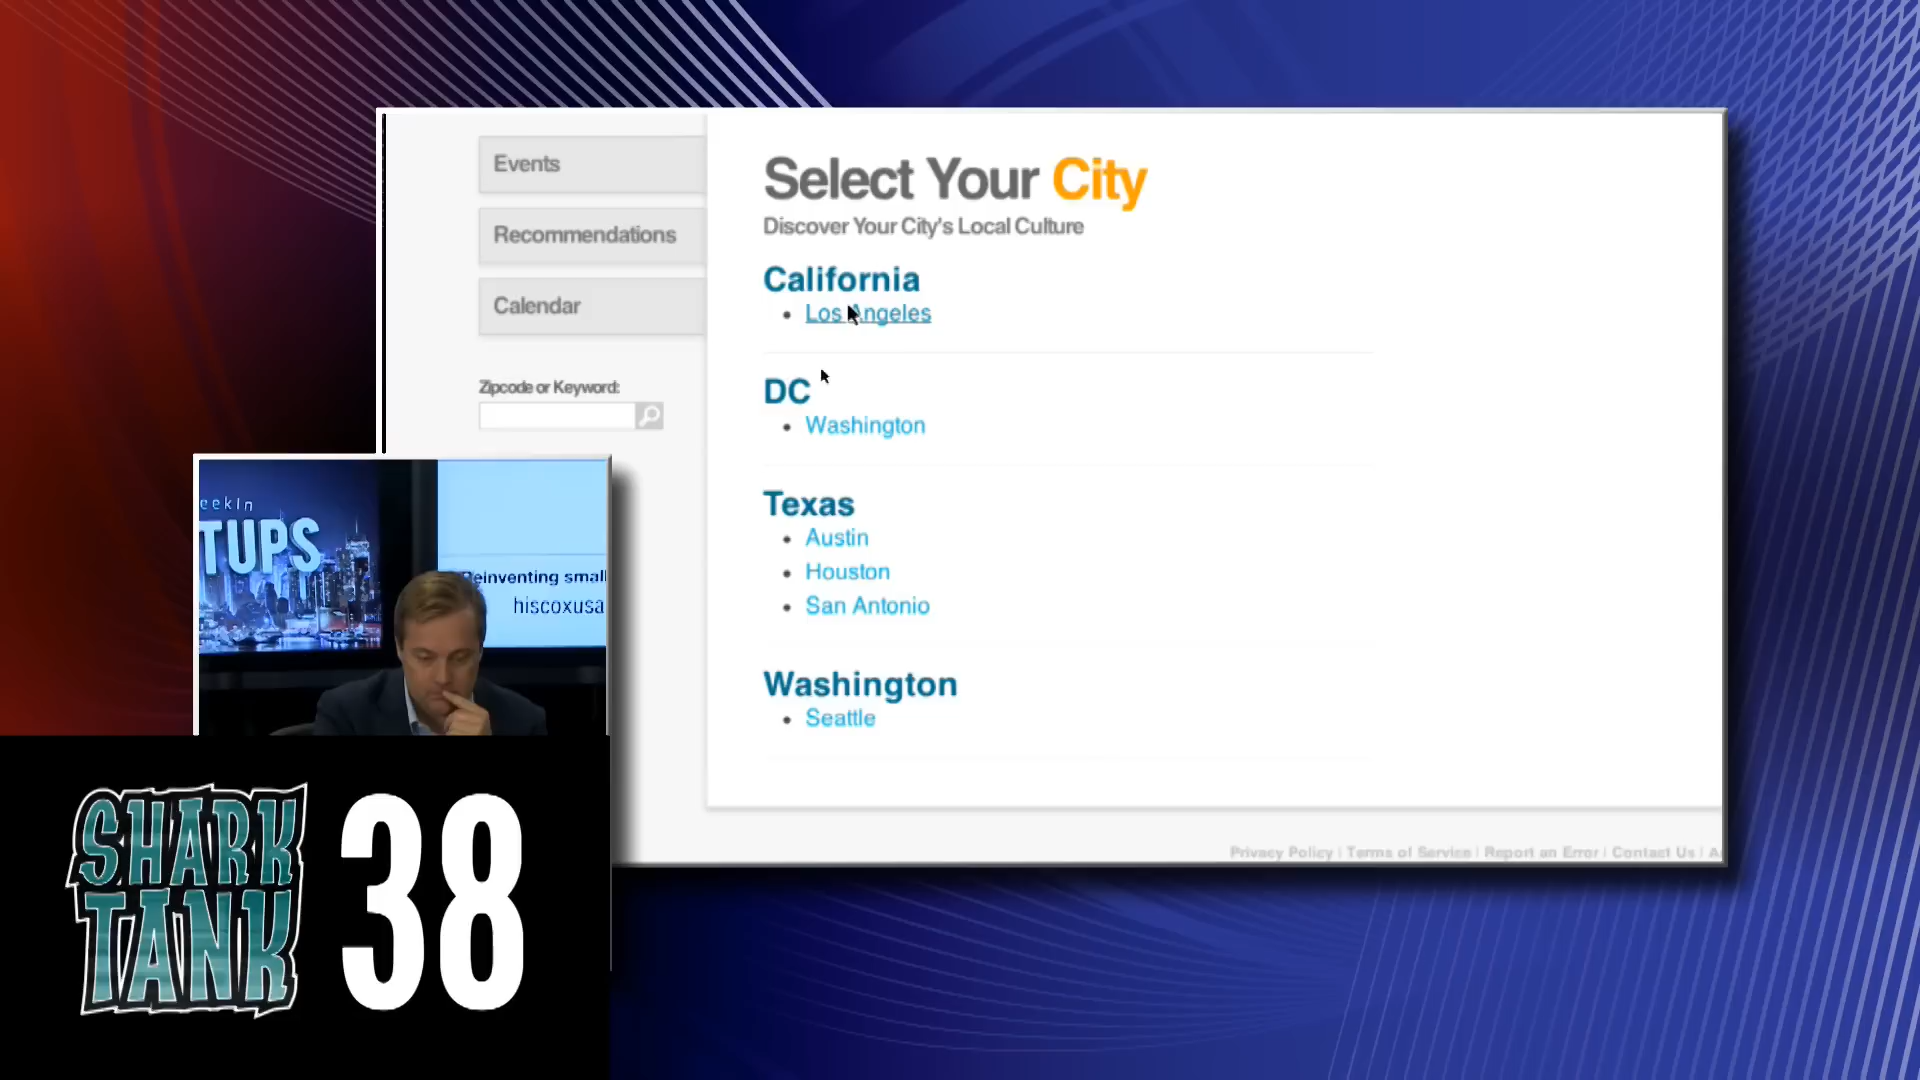 Events
Recommendations
Calendar
Zipcode or Keyword:
Select Your City
Discover Your City's Local Culture
California
Los Angeles
DC
Washington
Texas
Austin
Houston
San Antonio
Washington
Seattle
Privacy Policy | Terms of Service | Report an Error | Contact Us |
eekIn
TUPS
Reinventing small
hiscoxusa
SHARK
TANK
38